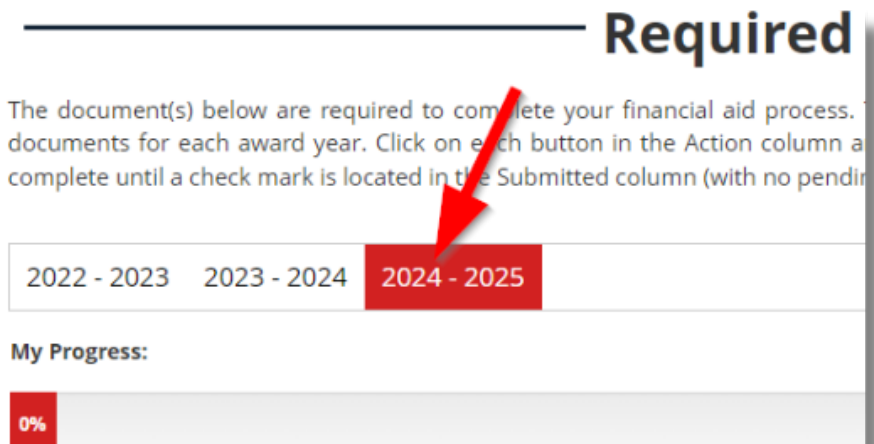 Required
The document(s) below are required to complete your financial aid process.
documents for each award year. Click on each button in the Action column
complete until a check mark is located in the Submitted column (with no
2022 - 2023 2023 - 2024 2024 - 2025
My Progress:
0%